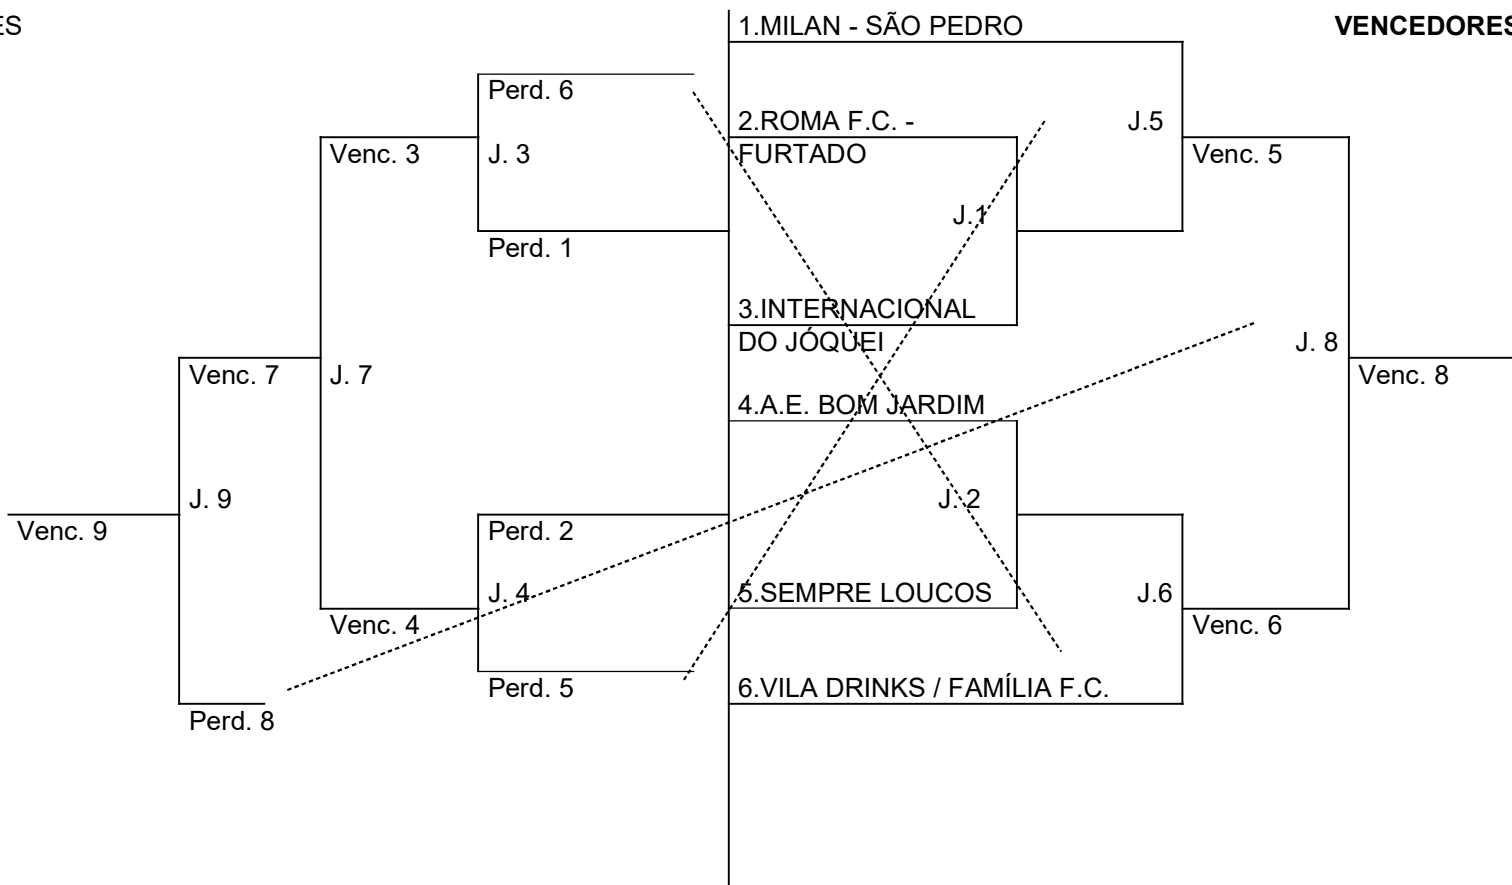 ES
1.MILAN - SÃO PEDRO
VENCEDORES
Perd. 6
2.ROMA F.C. -
FURTADO
J.5
Venc. 3
J. 3
Venc. 5
J.1
Perd. 1
3.INTERNACIONAL
DO JÓQUEI
J. 8
Venc. 7
J. 7
Venc. 8
4.A.E. BOM JARDIM
J. 9
J. 2
Venc. 9
Perd. 2
J. 4
5.SEMPRE LOUCOS
J.6
Venc. 4
Venc. 6
Perd. 5
6.VILA DRINKS / FAMÍLIA F.C.
Perd. 8